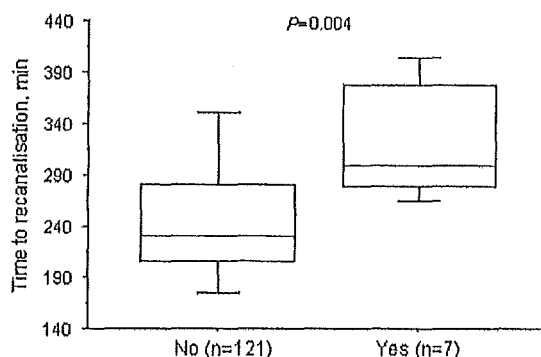 P=0.004
Time to recanalisation, min
440
390
340
290
240
190
140
No (n=121)
Yes (n=7)